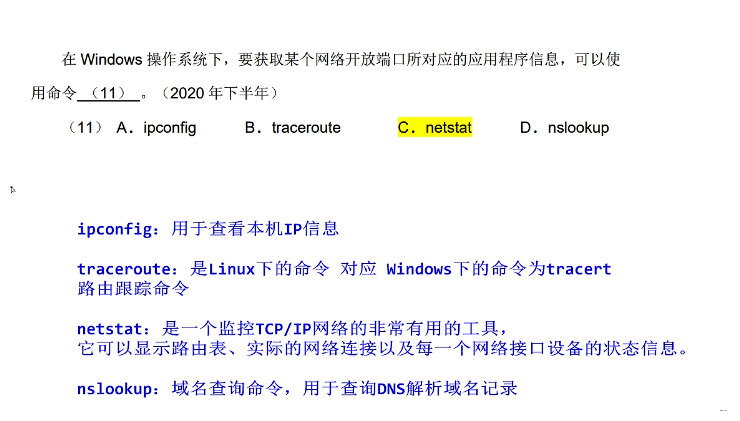 在 Windows 操作系统下，要获取某个网络开放端口所对应的应用程序信息，可以使
用命令 （11） 。（2020 年下半年）
（11） A．ipconfig B．traceroute C．netstat D．nslookup
ipconfig: 用于查看本机IP信息
traceroute: 是Linux下的命令 对应 Windows下的命令为tracert
路由跟踪命令
netstat: 是一个监控TCP/IP网络的非常有用的工具，
它可以显示路由表、实际的网络连接以及每一个网络接口设备的状态信息。
nslookup: 域名查询命令，用于查询DNS解析域名记录